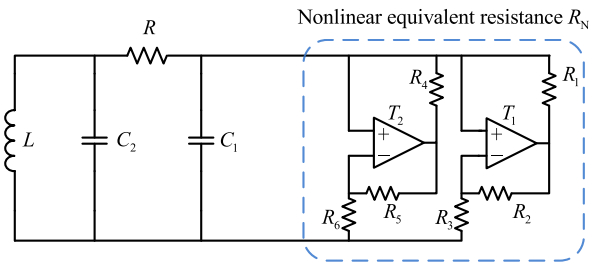 Nonlinear equivalent resistance R_N
R
R_4
R_1
T_2
T_1
L
C_2
C_1
+
−
+
−
R_6
R_5
R_3
R_2